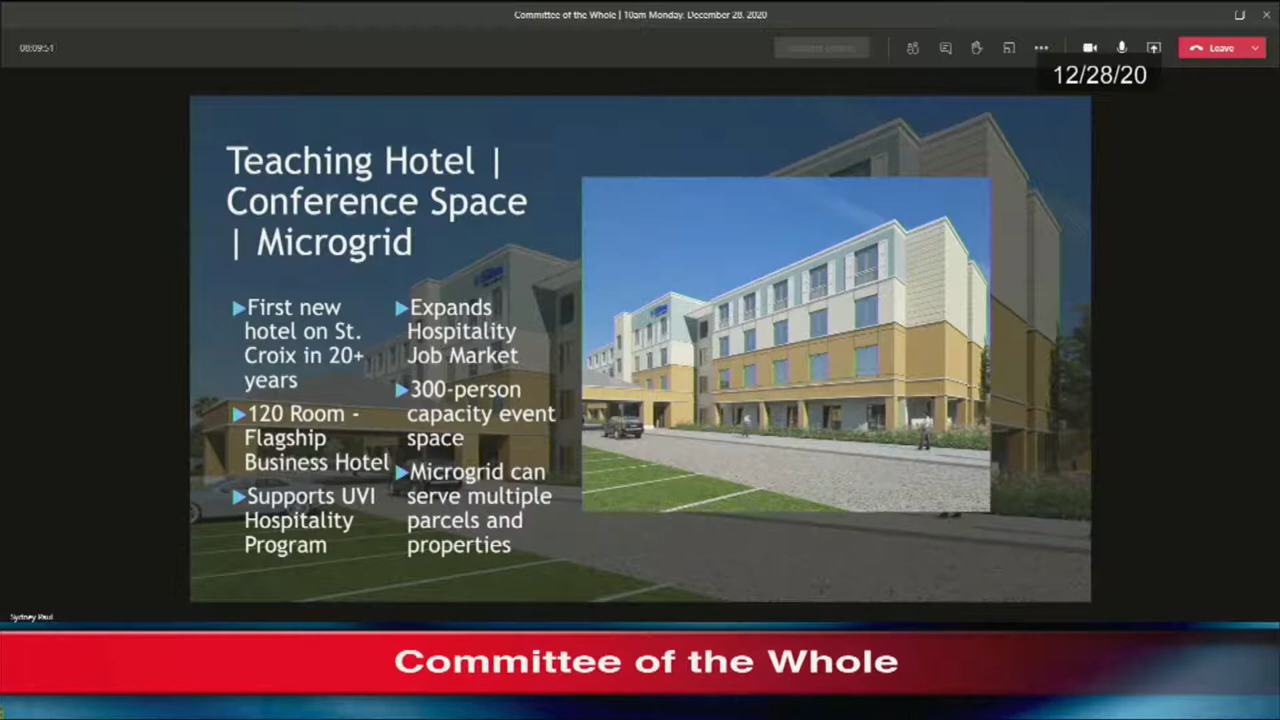 Committee of the Whole | 10am Monday, December 28, 2020
08:09:51
Leave
12/28/20
Teaching Hotel |
Conference Space
| Microgrid
▶First new
hotel on St.
Croix in 20+
years
▶120 Room -
Flagship
Business Hotel
▶Supports UVI
Hospitality
Program
▶Expands
Hospitality
Job Market
▶300-person
capacity event
space
▶Microgrid can
serve multiple
parcels and
properties
Sydney Paul
Committee of the Whole